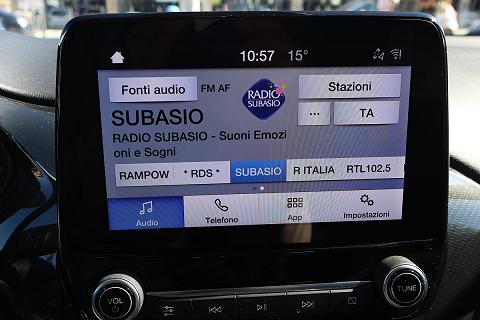 10:57 15°
Fonti audio FM AF RADIO SUBASIO Stazioni
SUBASIO ... TA
RADIO SUBASIO - Suoni Emozi
oni e Sogni
RAMPOW * RDS * SUBASIO R ITALIA RTL102.5
Audio Telefono App Impostazioni
VOL TUNE